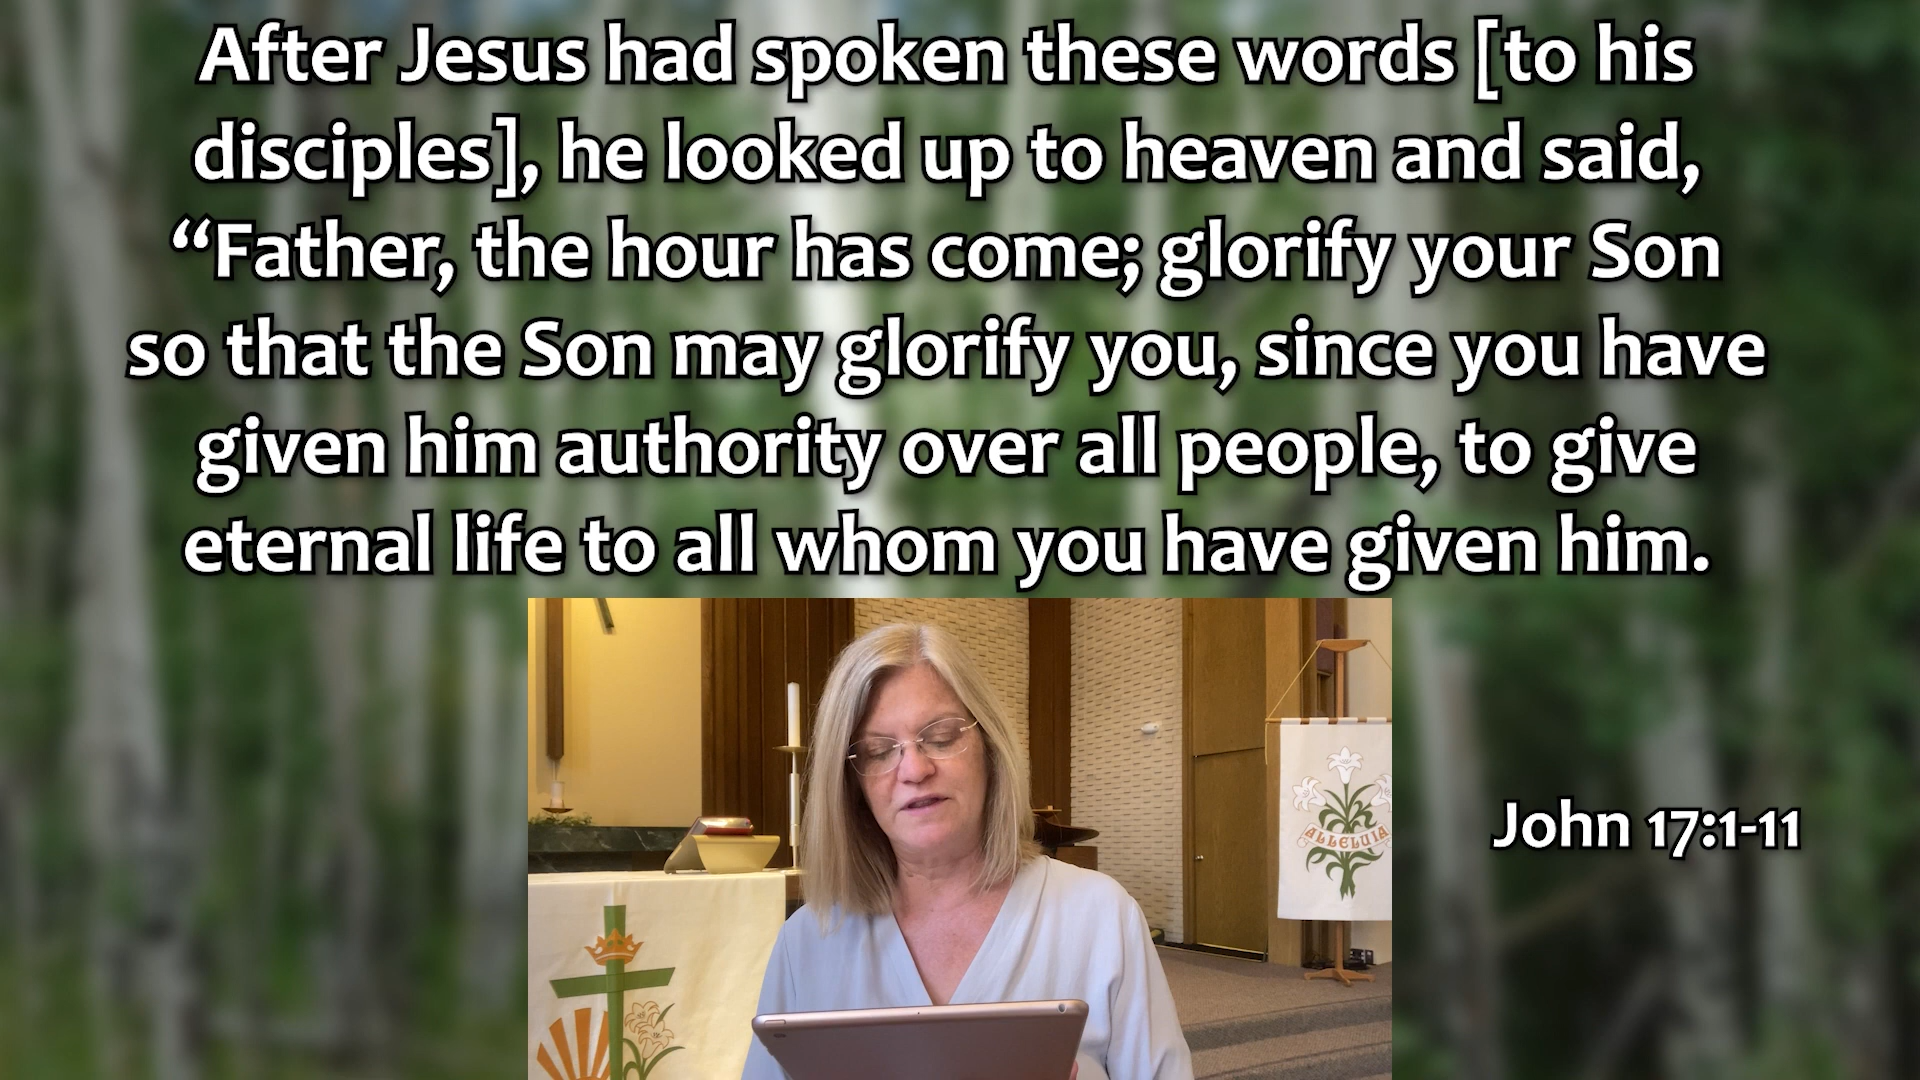 After Jesus had spoken these words [to his
disciples], he looked up to heaven and said,
“Father, the hour has come; glorify your Son
so that the Son may glorify you, since you have
given him authority over all people, to give
eternal life to all whom you have given him.
John 17:1-11
ALLELUIA